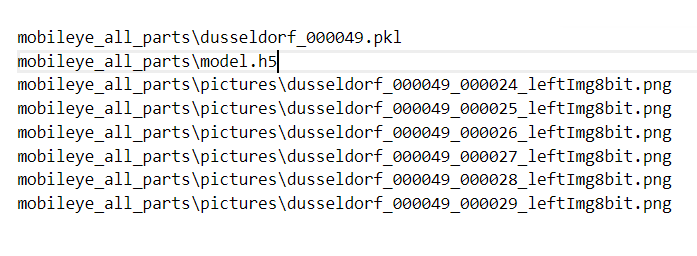 mobileye_all_parts\dusseldorf_000049.pkl
mobileye_all_parts\model.h5
mobileye_all_parts\pictures\dusseldorf_000049_000024_leftImg8bit.png
mobileye_all_parts\pictures\dusseldorf_000049_000025_leftImg8bit.png
mobileye_all_parts\pictures\dusseldorf_000049_000026_leftImg8bit.png
mobileye_all_parts\pictures\dusseldorf_000049_000027_leftImg8bit.png
mobileye_all_parts\pictures\dusseldorf_000049_000028_leftImg8bit.png
mobileye_all_parts\pictures\dusseldorf_000049_000029_leftImg8bit.png